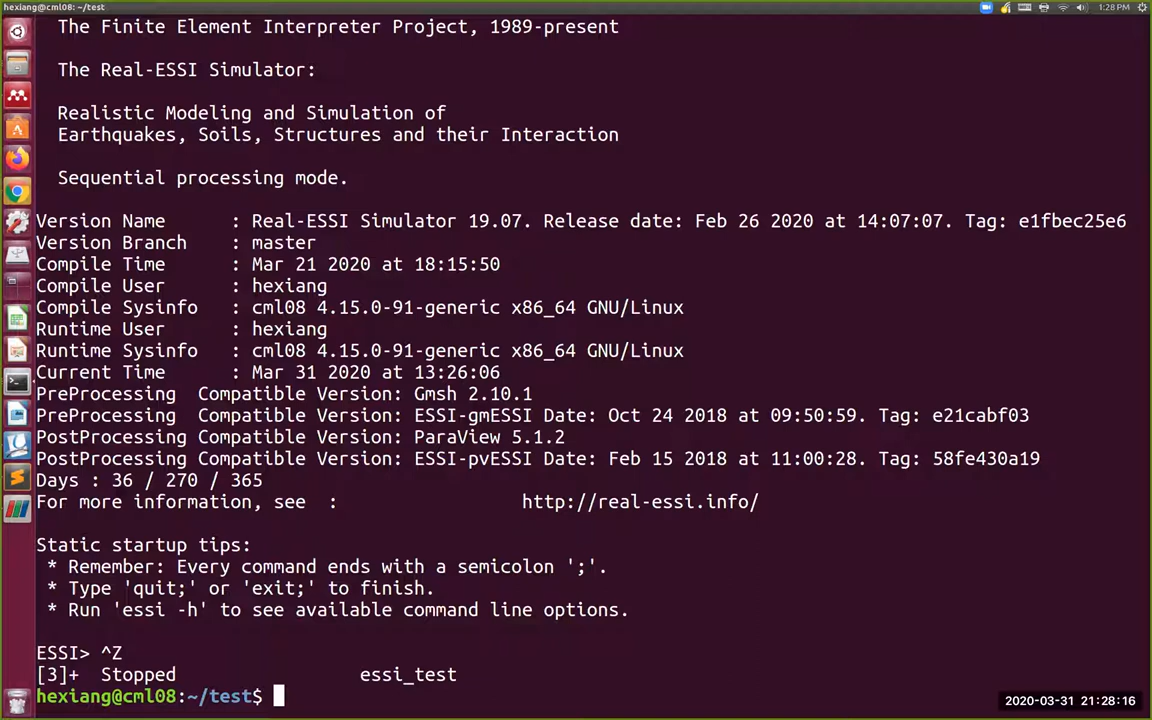 hexiang@cml08: ~/test
1:28 PM
The Finite Element Interpreter Project, 1989-present
The Real-ESSI Simulator:
Realistic Modeling and Simulation of
Earthquakes, Soils, Structures and their Interaction
Sequential processing mode.
Version Name : Real-ESSI Simulator 19.07. Release date: Feb 26 2020 at 14:07:07. Tag: e1fbec25e6
Version Branch : master
Compile Time : Mar 21 2020 at 18:15:50
Compile User : hexiang
Compile Sysinfo : cml08 4.15.0-91-generic x86_64 GNU/Linux
Runtime User : hexiang
Runtime Sysinfo : cml08 4.15.0-91-generic x86_64 GNU/Linux
Current Time : Mar 31 2020 at 13:26:06
PreProcessing Compatible Version: Gmsh 2.10.1
PreProcessing Compatible Version: ESSI-gmESSI Date: Oct 24 2018 at 09:50:59. Tag: e21cabf03
PostProcessing Compatible Version: ParaView 5.1.2
PostProcessing Compatible Version: ESSI-pvESSI Date: Feb 15 2018 at 11:00:28. Tag: 58fe430a19
Days : 36 / 270 / 365
For more information, see : http://real-essi.info/
Static startup tips:
* Remember: Every command ends with a semicolon ';'.
* Type 'quit;' or 'exit;' to finish.
* Run 'essi -h' to see available command line options.
ESSI> ^Z
[3]+ Stopped essi_test
hexiang@cml08:~/test$
2020-03-31 21:28:16